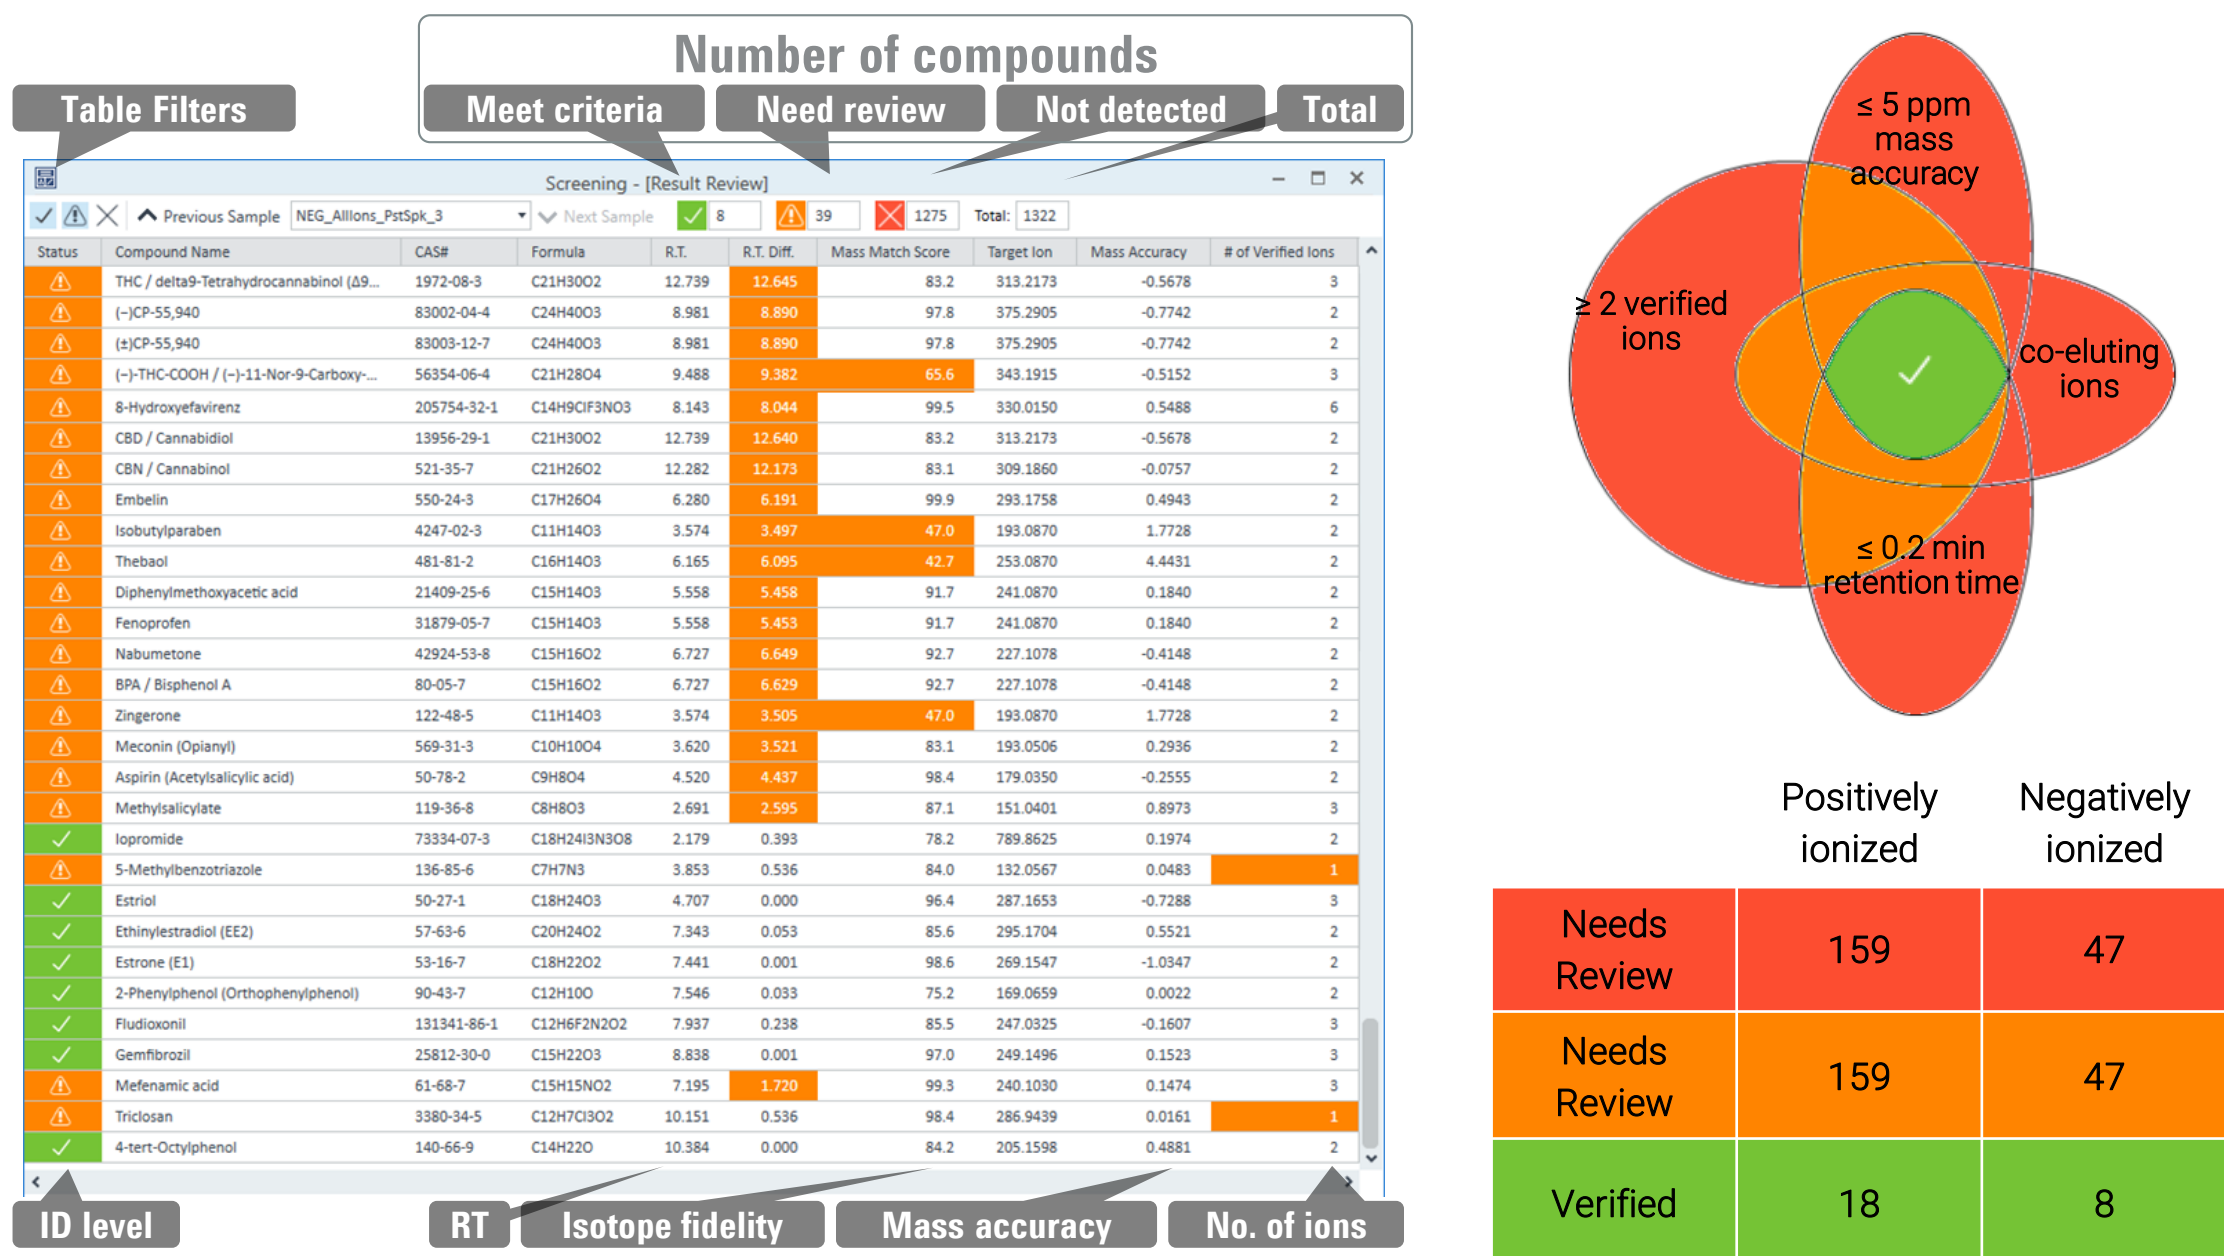 Number of compounds
Table Filters
Meet criteria
Need review
Not detected
Total
Screening - [Result Review]
Previous Sample NEG_AllIons_PstSpk_3 Next Sample 8 39 1275 Total: 1322
Status Compound Name CAS# Formula R.T. R.T. Diff. Mass Match Score Target Ion Mass Accuracy # of Verified Ions
THC / delta9-Tetrahydrocannabinol (Δ9... 1972-08-3 C21H30O2 12.739 12.645 83.2 313.2173 -0.5678 3
(−)CP-55,940 83002-04-4 C24H40O3 8.981 8.890 97.8 375.2905 -0.7742 2
(±)CP-55,940 83003-12-7 C24H40O3 8.981 8.890 97.8 375.2905 -0.7742 2
(−)-THC-COOH / (−)-11-Nor-9-Carboxy-... 56354-06-4 C21H28O4 9.488 9.382 65.6 343.1915 -0.5152 3
8-Hydroxyefavirenz 205754-32-1 C14H9ClF3NO3 8.143 8.044 99.5 330.0150 0.5488 6
CBD / Cannabidiol 13956-29-1 C21H30O2 12.739 12.640 83.2 313.2173 -0.5678 2
CBN / Cannabinol 521-35-7 C21H26O2 12.282 12.173 83.1 309.1860 -0.0757 2
Embelin 550-24-3 C17H26O4 6.280 6.191 99.9 293.1758 0.4943 2
Isobutylparaben 4247-02-3 C11H14O3 3.574 3.497 47.0 193.0870 1.7728 2
Thebaol 481-81-2 C16H14O3 6.165 6.095 42.7 253.0870 4.4431 2
Diphenylmethoxyacetic acid 21409-25-6 C15H14O3 5.558 5.458 91.7 241.0870 0.1840 2
Fenoprofen 31879-05-7 C15H14O3 5.558 5.453 91.7 241.0870 0.1840 2
Nabumetone 42924-53-8 C15H16O2 6.727 6.649 92.7 227.1078 -0.4148 2
BPA / Bisphenol A 80-05-7 C15H16O2 6.727 6.629 92.7 227.1078 -0.4148 2
Zingerone 122-48-5 C11H14O3 3.574 3.505 47.0 193.0870 1.7728 2
Meconin (Opianyl) 569-31-3 C10H10O4 3.620 3.521 83.1 193.0506 0.2936 2
Aspirin (Acetylsalicylic acid) 50-78-2 C9H8O4 4.520 4.437 98.4 179.0350 -0.2555 2
Methylsalicylate 119-36-8 C8H8O3 2.691 2.595 87.1 151.0401 0.8973 3
Iopromide 73334-07-3 C18H24I3N3O8 2.179 0.393 78.2 789.8625 0.1974 2
5-Methylbenzotriazole 136-85-6 C7H7N3 3.853 0.536 84.0 132.0567 0.0483 1
Estriol 50-27-1 C18H24O3 4.707 0.000 96.4 287.1653 -0.7288 3
Ethinylestradiol (EE2) 57-63-6 C20H24O2 7.343 0.053 85.6 295.1704 0.5521 2
Estrone (E1) 53-16-7 C18H22O2 7.441 0.001 98.6 269.1547 -1.0347 2
2-Phenylphenol (Orthophenylphenol) 90-43-7 C12H10O 7.546 0.033 75.2 169.0659 0.0022 2
Fludioxonil 131341-86-1 C12H6F2N2O2 7.937 0.238 85.5 247.0325 -0.1607 3
Gemfibrozil 25812-30-0 C15H22O3 8.838 0.001 97.0 249.1496 0.1523 3
Mefenamic acid 61-68-7 C15H15NO2 7.195 1.720 99.3 240.1030 0.1474 3
Triclosan 3380-34-5 C12H7Cl3O2 10.151 0.536 98.4 286.9439 0.0161 1
4-tert-Octylphenol 140-66-9 C14H22O 10.384 0.000 84.2 205.1598 0.4881 2
ID level
RT
Isotope fidelity
Mass accuracy
No. of ions
≤ 5 ppm
mass
accuracy
≥ 2 verified
ions
co-eluting
ions
≤ 0.2 min
retention time
Positively
ionized
Negatively
ionized
Needs
Review
159
47
Needs
Review
159
47
Verified
18
8